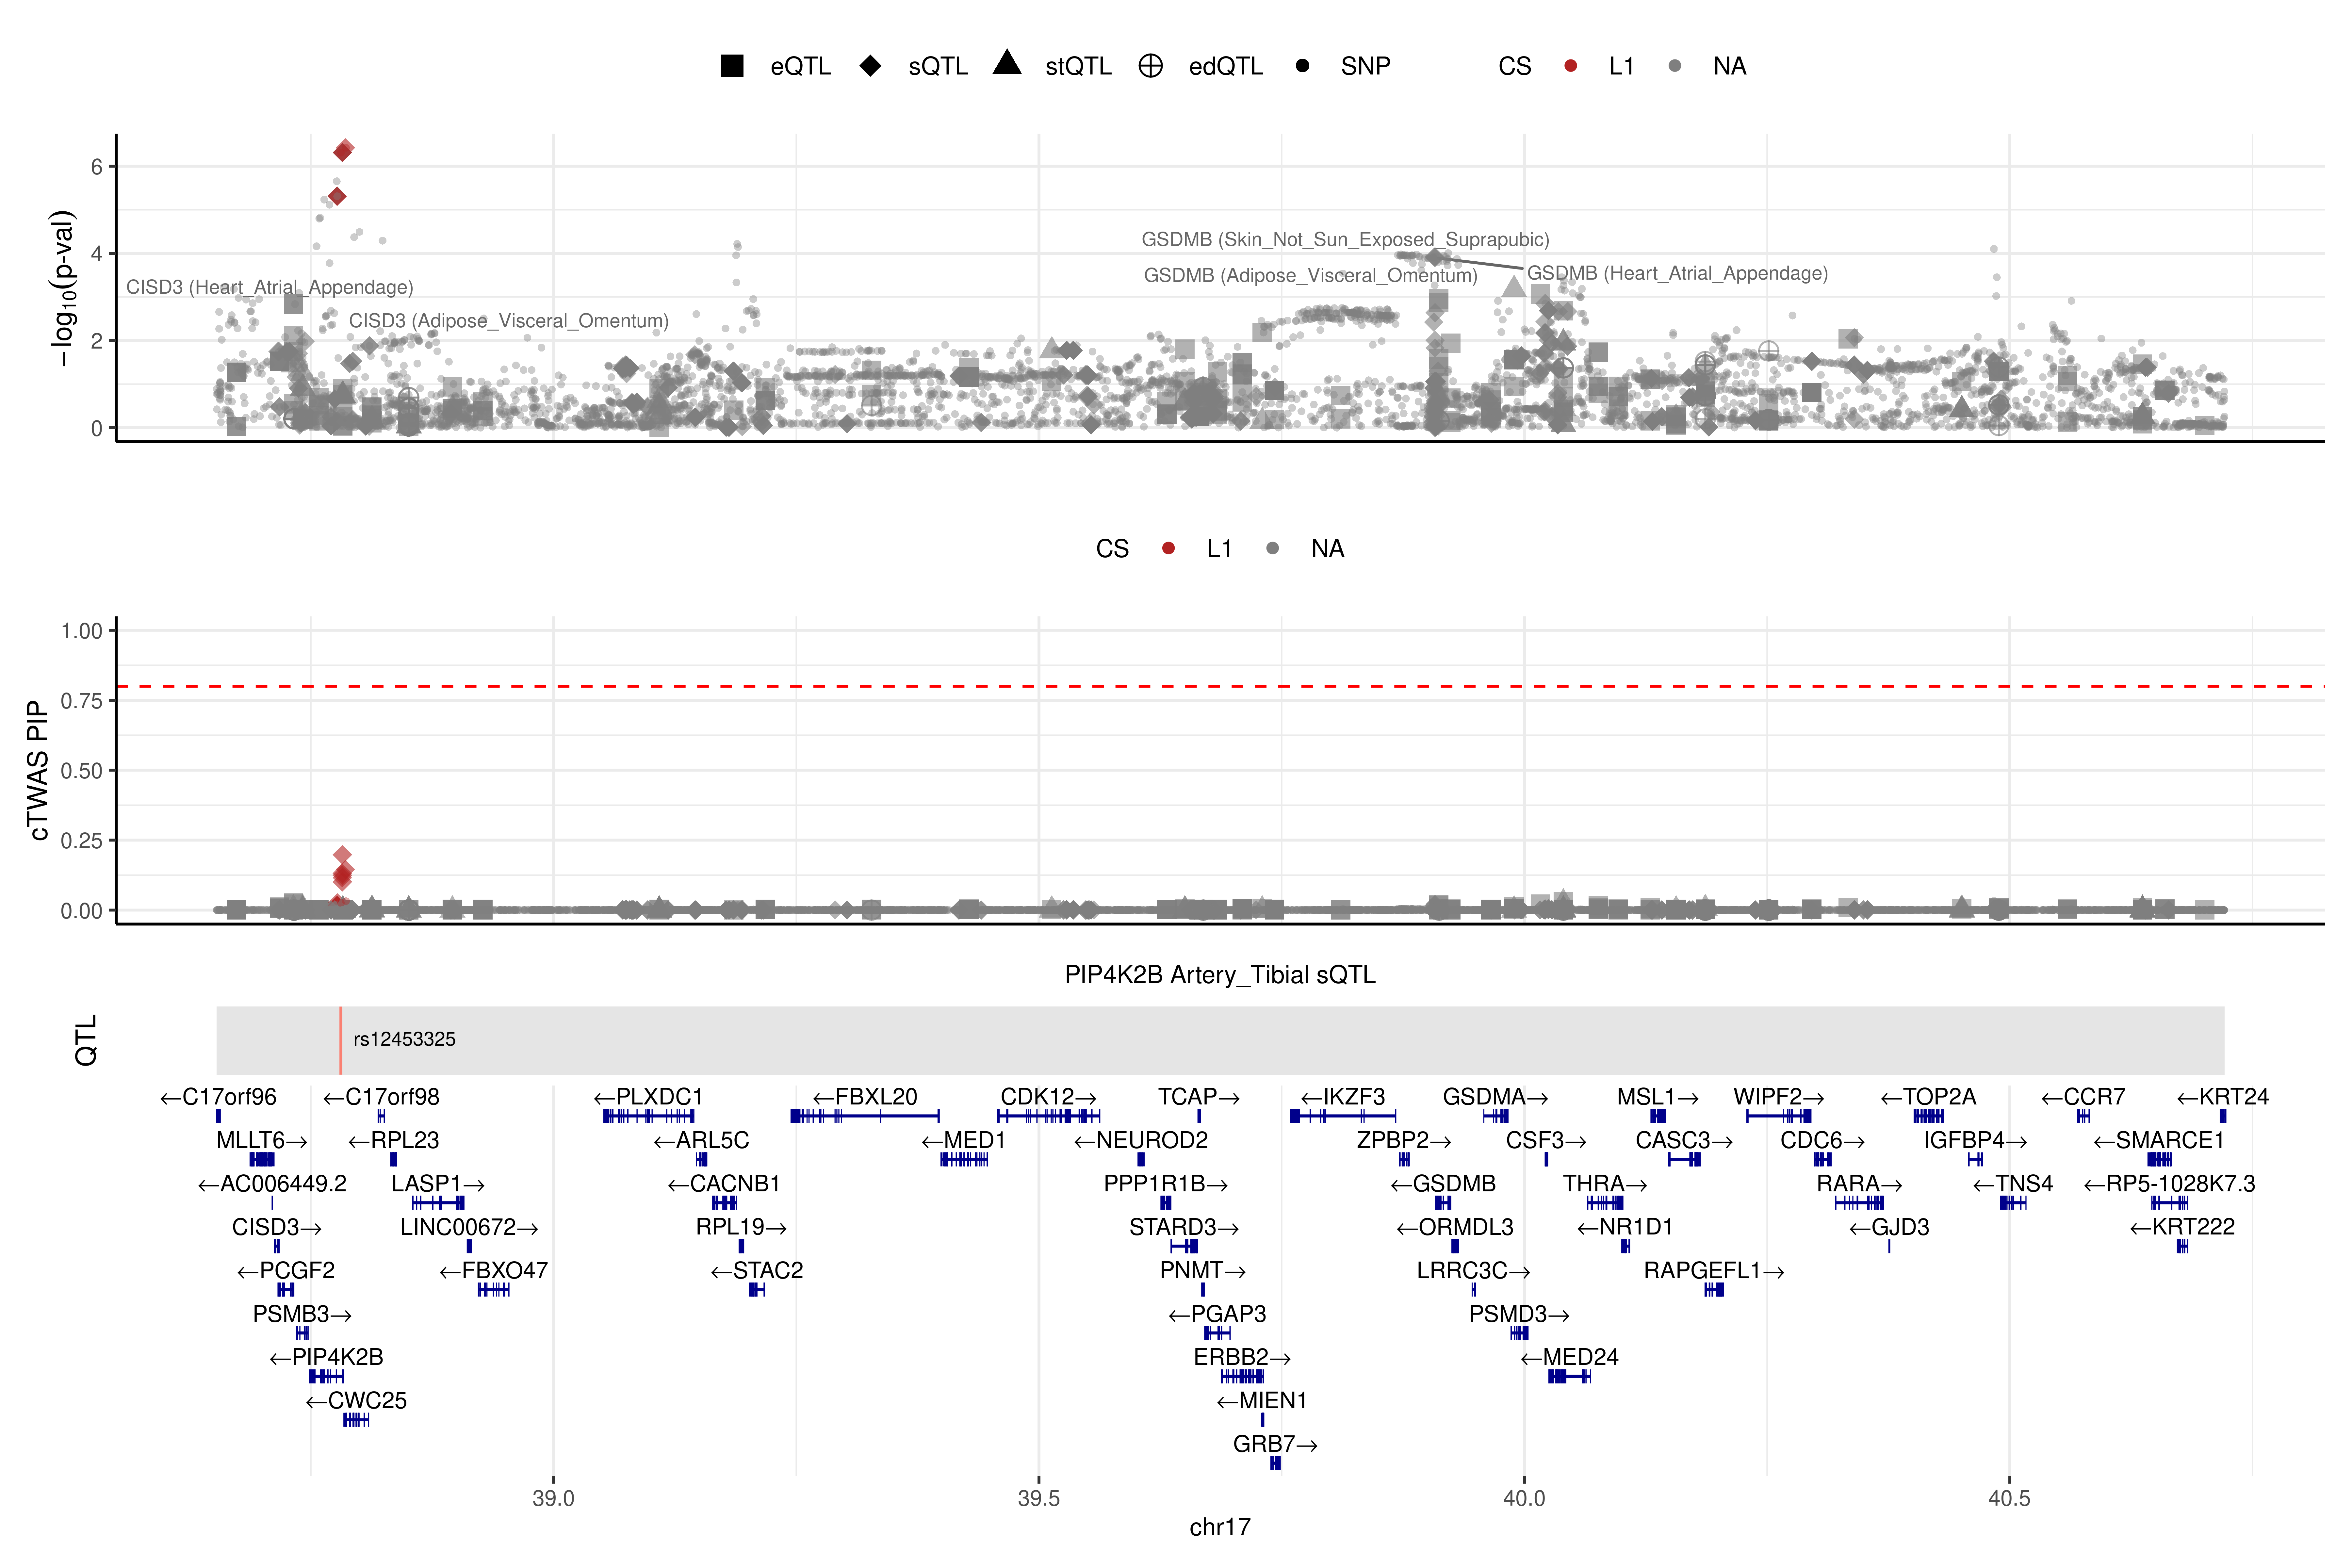 eQTL sQTL stQTL edQTL SNP CS L1 NA
−log10(p-val)
6
4
2
0
GSDMB (Skin_Not_Sun_Exposed_Suprapubic)
GSDMB (Adipose_Visceral_Omentum)
GSDMB (Heart_Atrial_Appendage)
CISD3 (Heart_Atrial_Appendage)
CISD3 (Adipose_Visceral_Omentum)
CS L1 NA
cTWAS PIP
1.00
0.75
0.50
0.25
0.00
PIP4K2B Artery_Tibial sQTL
QTL
rs12453325
←C17orf96 ←C17orf98 ←PLXDC1 ←FBXL20 CDK12→ TCAP→ ←IKZF3 GSDMA→ MSL1→ WIPF2→ ←TOP2A ←CCR7 ←KRT24
MLLT6→ ←RPL23 ←ARL5C ←MED1 ←NEUROD2 ZPBP2→ CSF3→ CASC3→ CDC6→ IGFBP4→ ←SMARCE1
←AC006449.2 LASP1→ ←CACNB1 PPP1R1B→ ←GSDMB THRA→ RARA→ ←TNS4 ←RP5-1028K7.3
CISD3→ LINC00672→ RPL19→ STARD3→ ←ORMDL3 ←NR1D1 ←GJD3 ←KRT222
←PCGF2 ←FBXO47 ←STAC2 PNMT→ LRRC3C→ RAPGEFL1→
PSMB3→ ←PGAP3 PSMD3→
←PIP4K2B ERBB2→ ←MED24
←CWC25 ←MIEN1
GRB7→
39.0 39.5 40.0 40.5
chr17